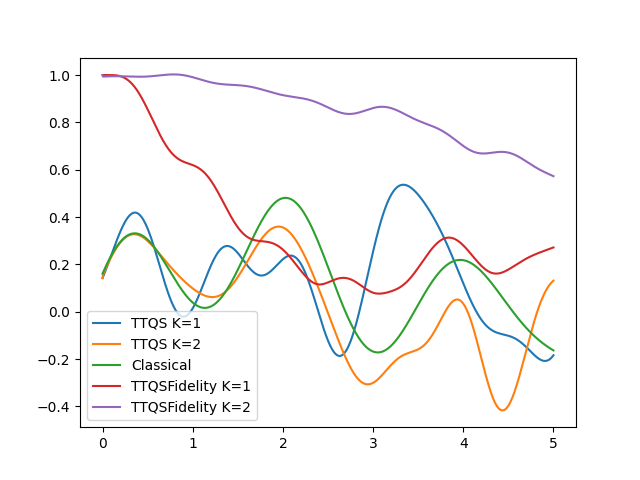 1.0
0.8
0.6
0.4
0.2
0.0
−0.2
−0.4
TTQS K=1
TTQS K=2
Classical
TTQSFidelity K=1
TTQSFidelity K=2
0 1 2 3 4 5